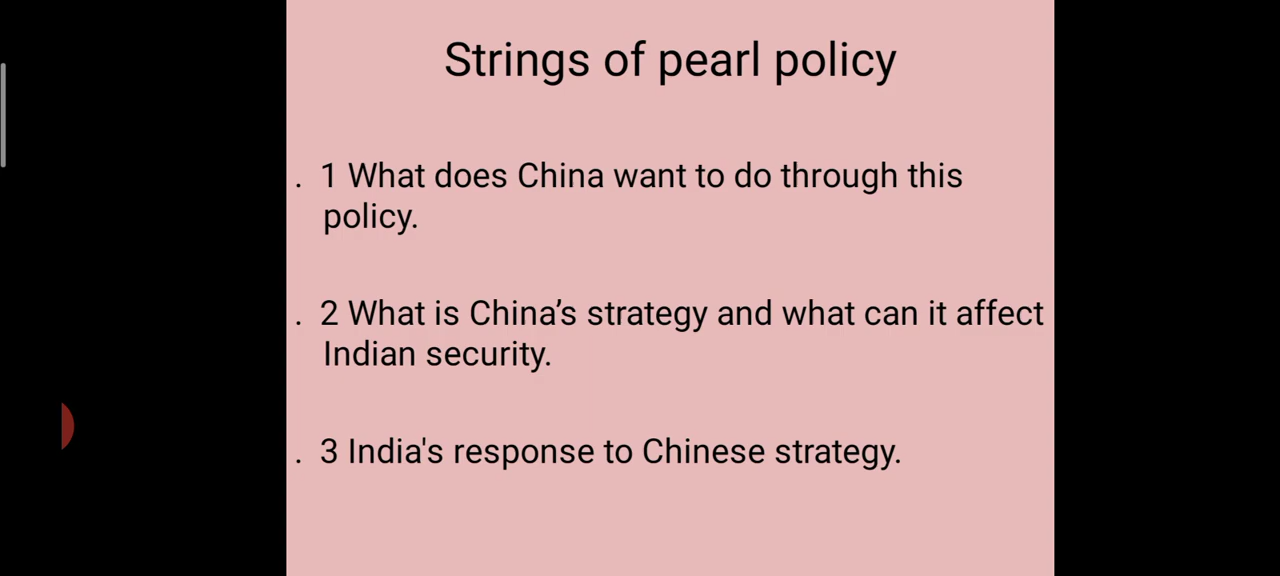 Strings of pearl policy
. 1 What does China want to do through this
policy.
. 2 What is China’s strategy and what can it affect
Indian security.
. 3 India's response to Chinese strategy.